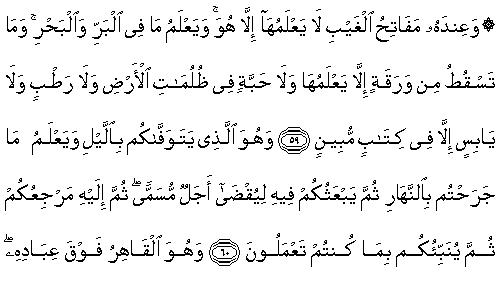 ۞ وَعِندَهُۥ مَفَاتِحُ ٱلْغَيْبِ لَا يَعْلَمُهَآ إِلَّا هُوَ ۚ وَيَعْلَمُ مَا فِى ٱلْبَرِّ وَٱلْبَحْرِ ۚ وَمَا
تَسْقُطُ مِن وَرَقَةٍ إِلَّا يَعْلَمُهَا وَلَا حَبَّةٍ فِى ظُلُمَـٰتِ ٱلْأَرْضِ وَلَا رَطْبٍ وَلَا
يَابِسٍ إِلَّا فِى كِتَـٰبٍ مُّبِينٍ ﴿٥٩﴾ وَهُوَ ٱلَّذِى يَتَوَفَّىٰكُم بِٱلَّيْلِ وَيَعْلَمُ مَا
جَرَحْتُم بِٱلنَّهَارِ ثُمَّ يَبْعَثُكُمْ فِيهِ لِيُقْضَىٰٓ أَجَلٌ مُّسَمًّى ۖ ثُمَّ إِلَيْهِ مَرْجِعُكُمْ
ثُمَّ يُنَبِّئُكُم بِمَا كُنتُمْ تَعْمَلُونَ ﴿٦٠﴾ وَهُوَ ٱلْقَاهِرُ فَوْقَ عِبَادِهِۦ ۖ